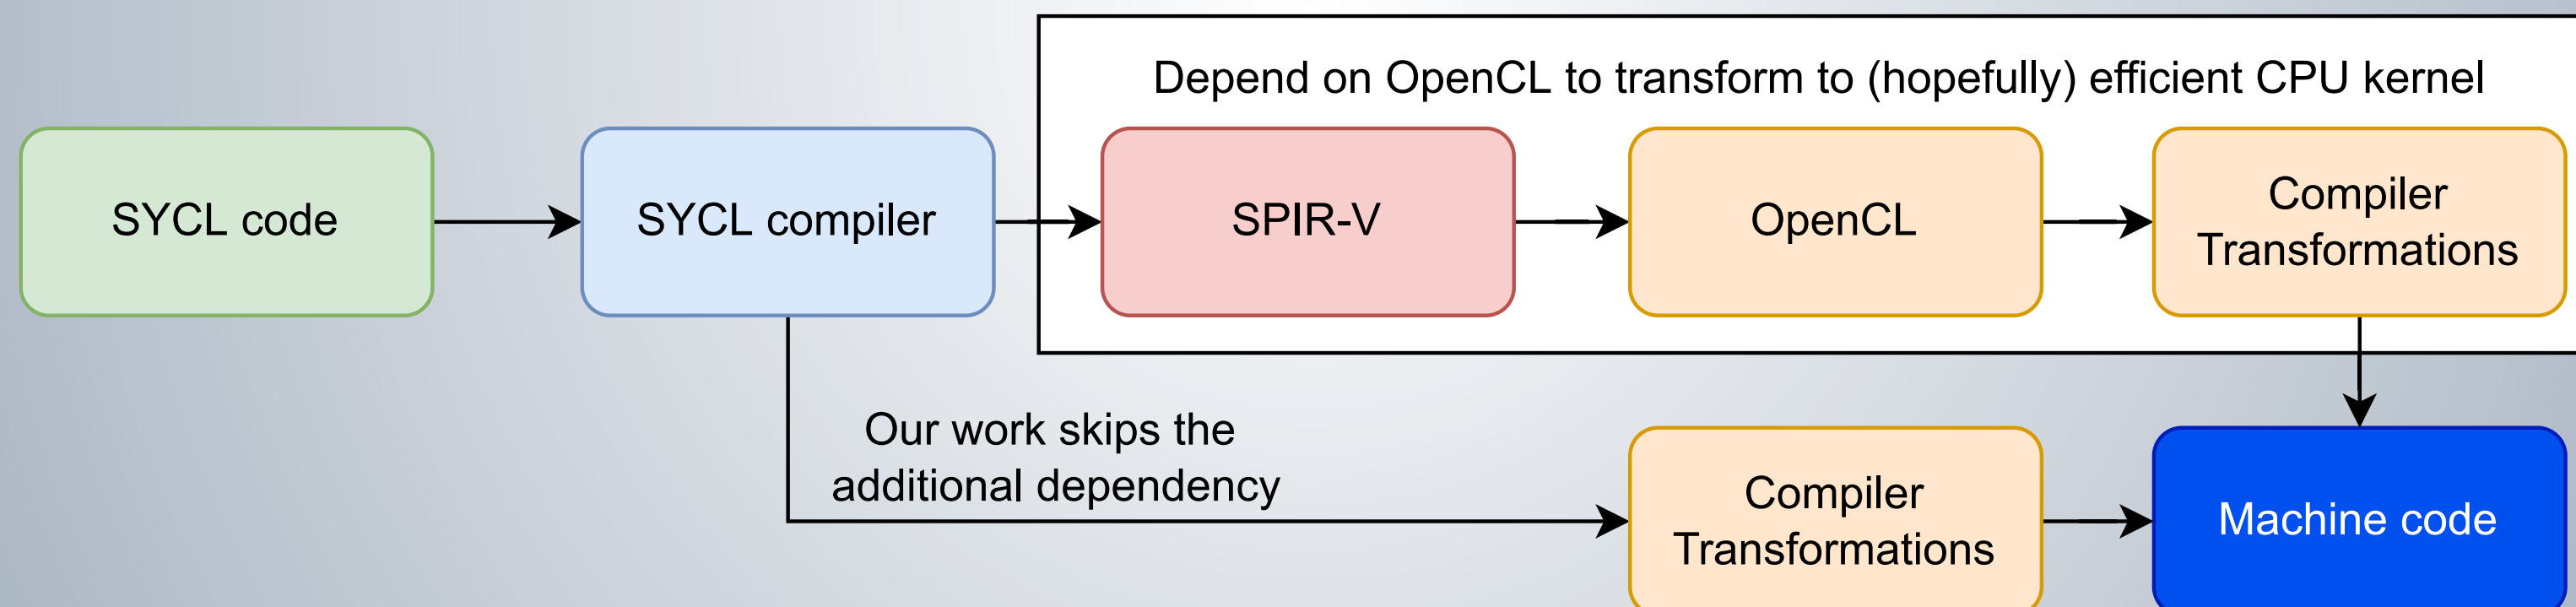 Depend on OpenCL to transform to (hopefully) efficient CPU kernel
SYCL code
SYCL compiler
SPIR-V
OpenCL
Compiler
Transformations
Our work skips the
additional dependency
Compiler
Transformations
Machine code